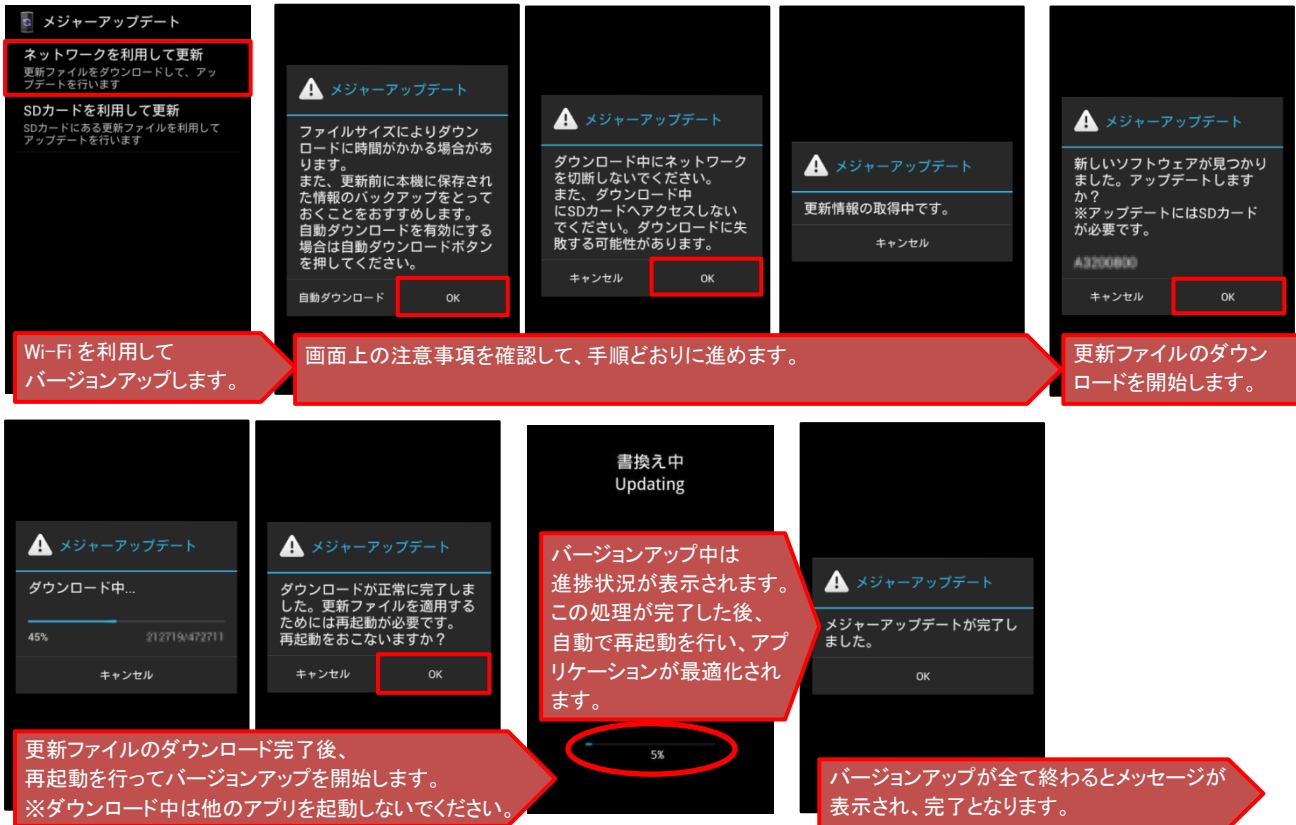 メジャーアップデート
ネットワークを利用して更新
更新ファイルをダウンロードして、アッ
プデートを行います
SDカードを利用して更新
SDカードにある更新ファイルを利用して
アップデートを行います
Wi-Fi を利用して
バージョンアップします。
メジャーアップデート
ファイルサイズによりダウン
ロードに時間がかかる場合があ
ります。
また、更新前に本機に保存され
た情報のバックアップをとって
おくことをおすすめします。
自動ダウンロードを有効にする
場合は自動ダウンロードボタン
を押してください。
自動ダウンロード
OK
メジャーアップデート
ダウンロード中にネットワーク
を切断しないでください。
また、ダウンロード中
にSDカードへアクセスしない
でください。ダウンロードに失
敗する可能性があります。
キャンセル
OK
メジャーアップデート
更新情報の取得中です。
キャンセル
画面上の注意事項を確認して、手順どおりに進めます。
メジャーアップデート
新しいソフトウェアが見つかり
ました。アップデートします
か?
※アップデートにはSDカード
が必要です。
A3200800
キャンセル
OK
更新ファイルのダウン
ロードを開始します。
メジャーアップデート
ダウンロード中...
45%
212719/472711
キャンセル
メジャーアップデート
ダウンロードが正常に完了しま
した。更新ファイルを適用する
ためには再起動が必要です。
再起動をおこないますか?
キャンセル
OK
更新ファイルのダウンロード完了後、
再起動を行ってバージョンアップを開始します。
※ダウンロード中は他のアプリを起動しないでください。
書換え中
Updating
バージョンアップ中は
進捗状況が表示されます。
この処理が完了した後、
自動で再起動を行い、アプ
リケーションが最適化され
ます。
5%
メジャーアップデート
メジャーアップデートが完了し
ました。
OK
バージョンアップが全て終わるとメッセージが
表示され、完了となります。